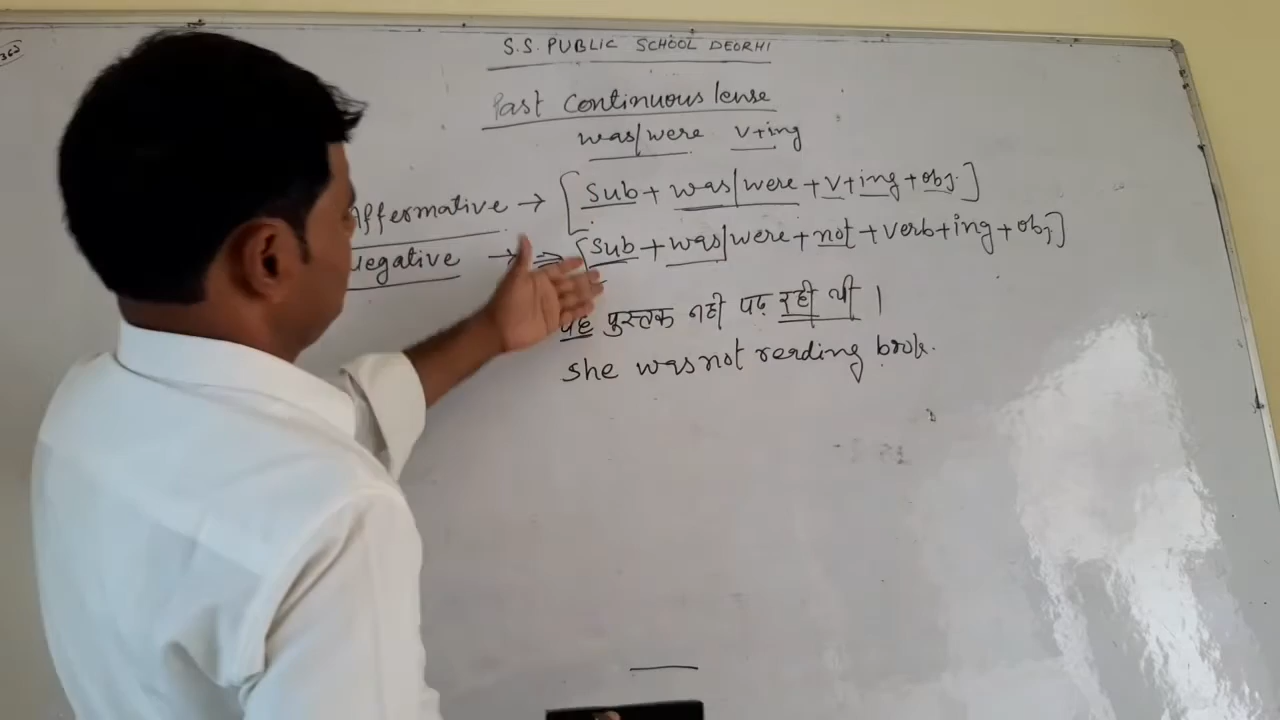 S.S. PUBLIC SCHOOL DEORHI
Past Continuous Tense
was/were v+ing
Affermative → [Sub + was/were + v + ing + obj.]
Negative → ⇒ [Sub + was/were + not + verb + ing + obj]
वह पुस्तक नही पढ़ रही थी ।
She was not reading book.